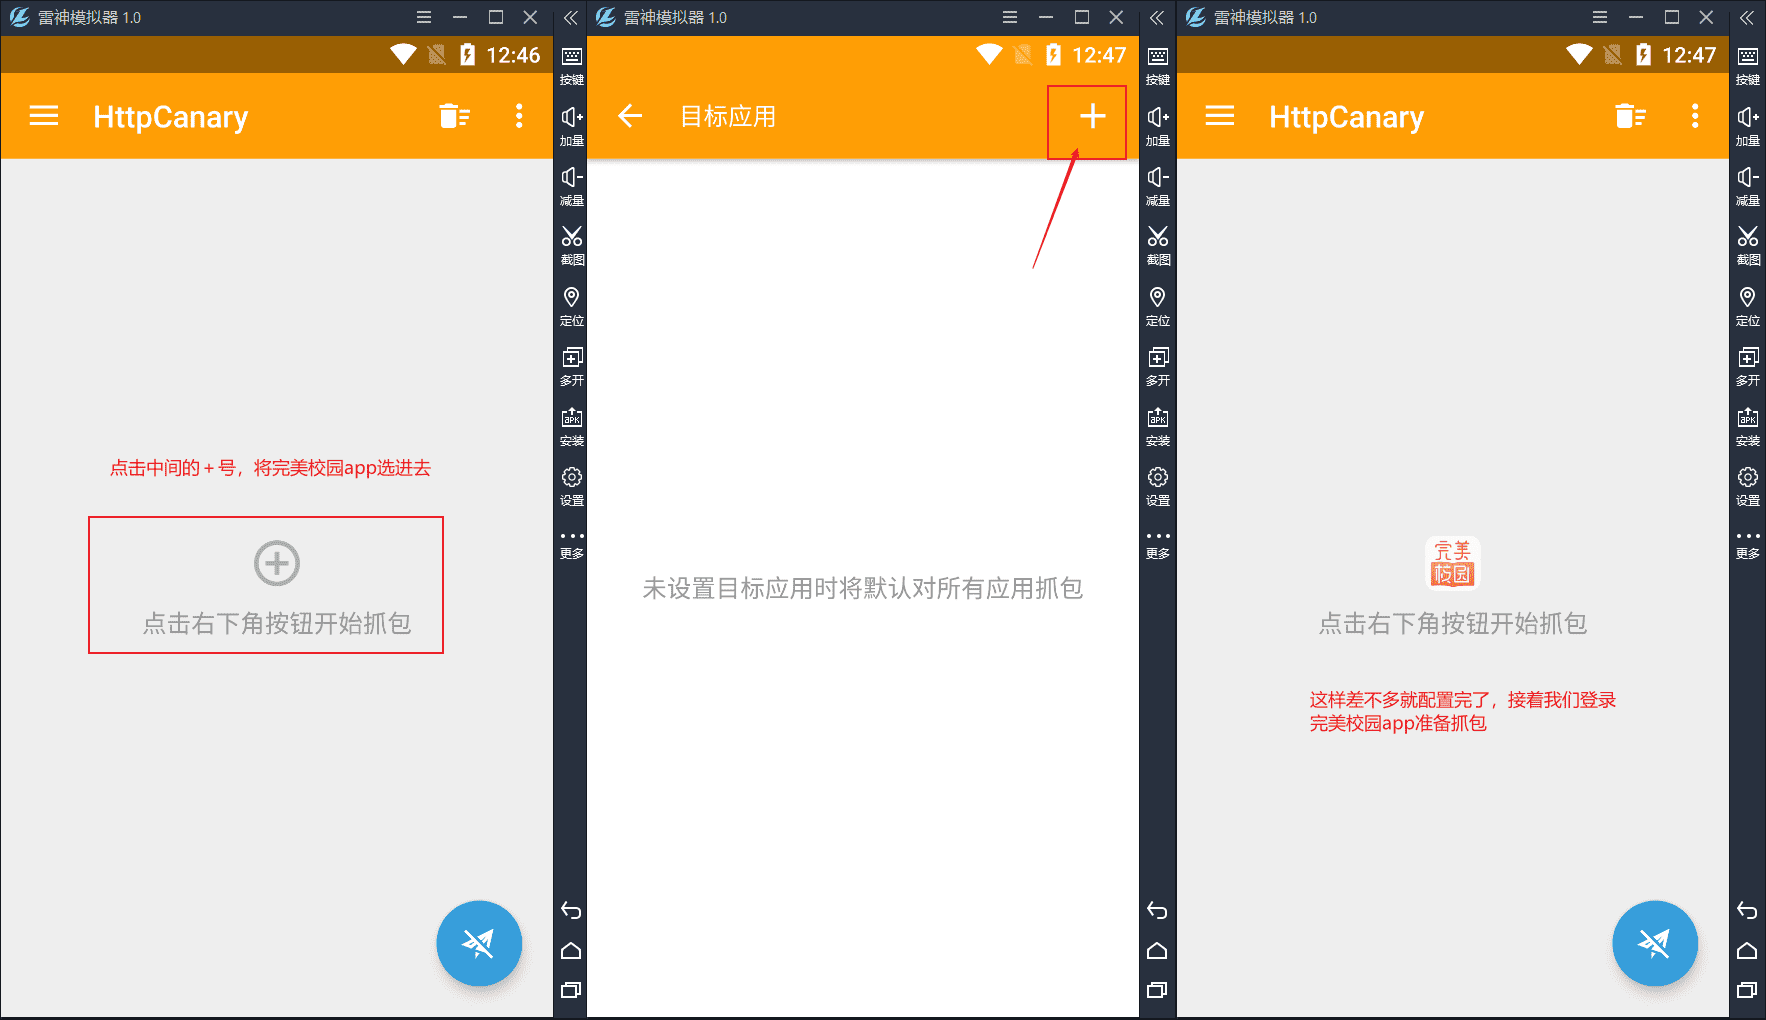 雷神模拟器 1.0
12:46
HttpCanary
点击中间的＋号，将完美校园app选进去
点击右下角按钮开始抓包
按键
加量
减量
截图
定位
多开
APK
安装
设置
更多
雷神模拟器 1.0
12:47
目标应用
未设置目标应用时将默认对所有应用抓包
按键
加量
减量
截图
定位
多开
APK
安装
设置
更多
雷神模拟器 1.0
12:47
HttpCanary
完美
校园
点击右下角按钮开始抓包
这样差不多就配置完了，接着我们登录
完美校园app准备抓包
按键
加量
减量
截图
定位
多开
APK
安装
设置
更多